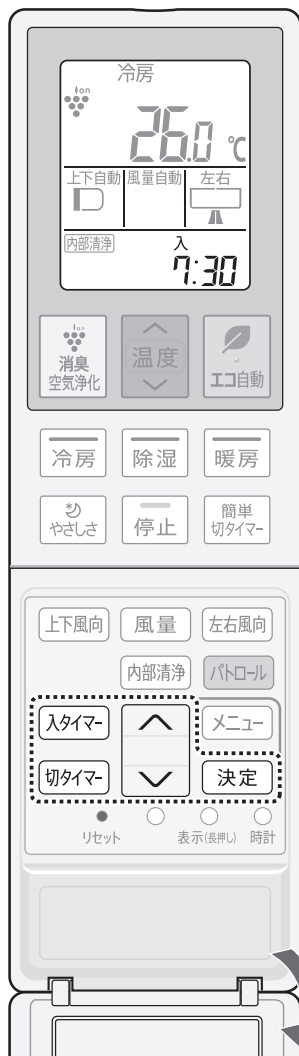 冷房
Ion
26.0 ℃
上下自動 風量自動 左右
内部清浄 入
7:30
Ion
消臭
空気浄化
温度
エコ自動
冷房 除湿 暖房
やさしさ 停止 簡単
切タイマー
上下風向 風量 左右風向
内部清浄 パトロール
入タイマー メニュー
切タイマー 決定
リセット 表示(長押し) 時計